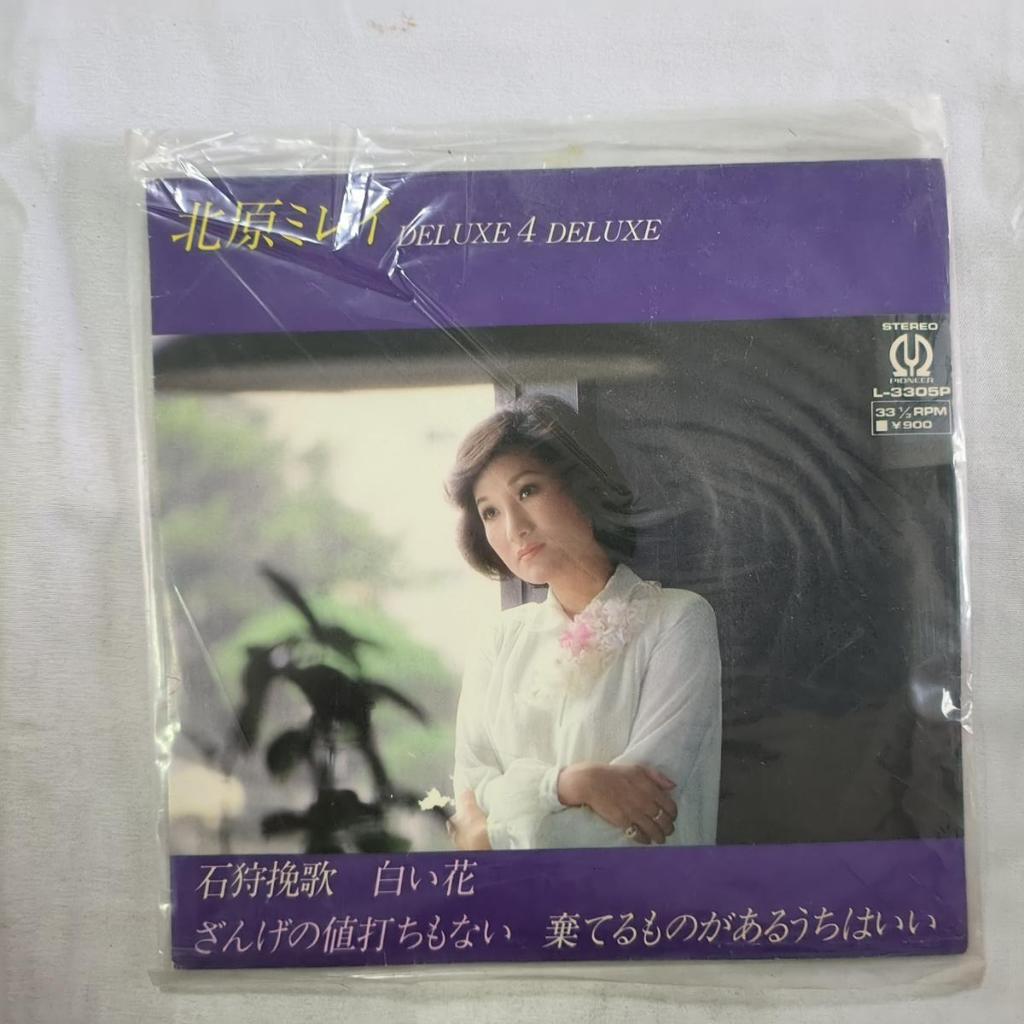 北原ミレイ DELUXE 4 DELUXE
STEREO
PIONEER
L-3305P
33 1/3 RPM
¥900
石狩挽歌 白い花
ざんげの値打ちもない 棄てるものがあるうちはいい